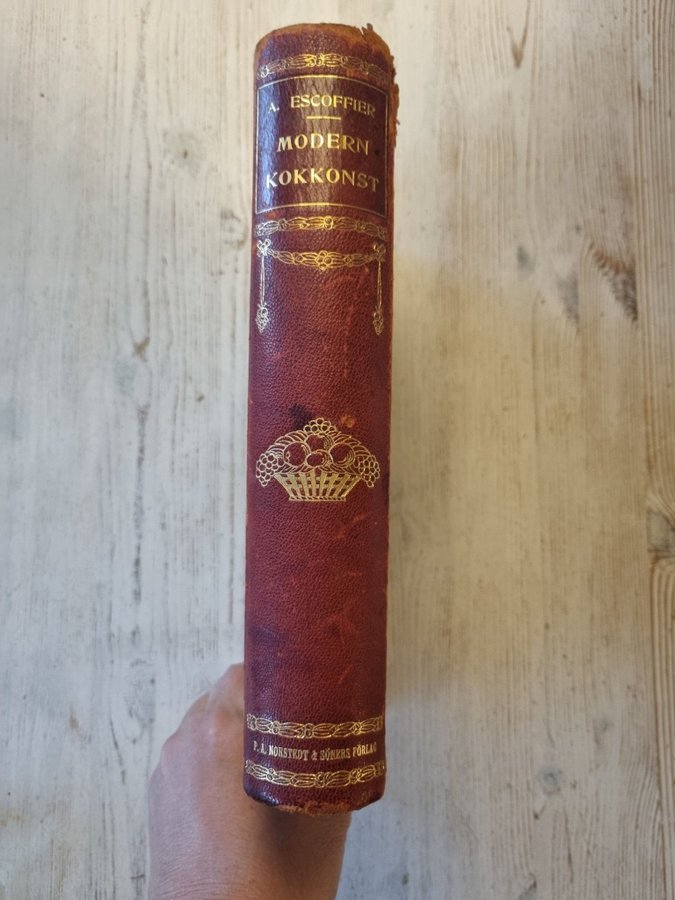 A. ESCOFFIER
MODERN
KOKKONST
P. A. NORSTEDT & SÖNERS FÖRLAG